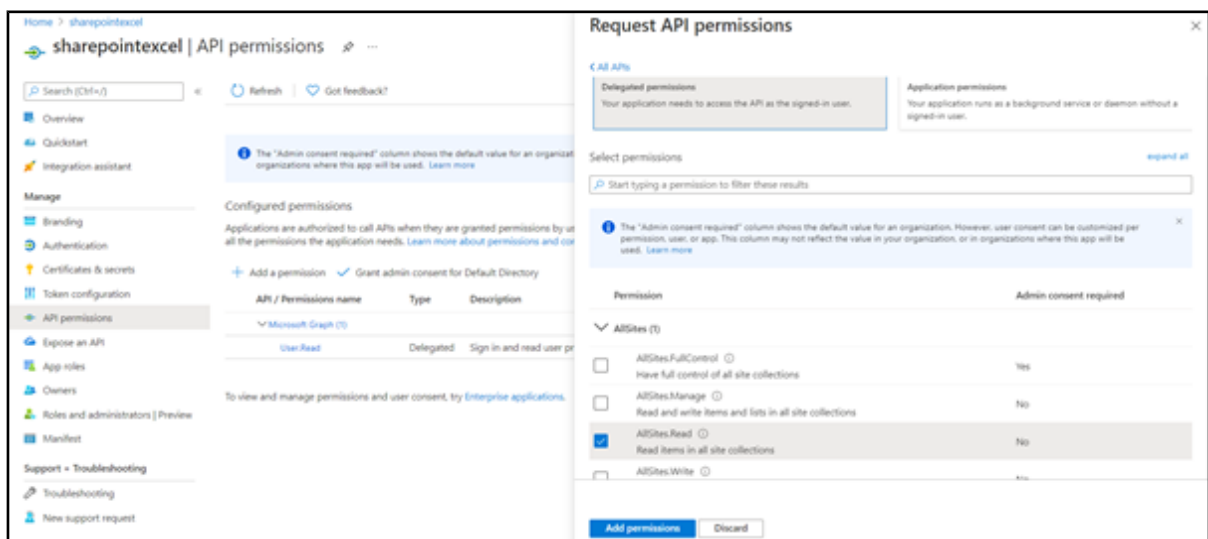 Home > sharepointexcel
sharepointexcel | API permissions
Search (Ctrl+/)
Overview
Quickstart
Integration assistant
Manage
Branding
Authentication
Certificates & secrets
Token configuration
API permissions
Expose an API
App roles
Owners
Roles and administrators | Preview
Manifest
Support + Troubleshooting
Troubleshooting
New support request
Refresh
Got feedback?
The "Admin consent required" column shows the default value for an organizat
organizations where this app will be used. Learn more
Configured permissions
Applications are authorized to call APIs when they are granted permissions by us
all the permissions the application needs. Learn more about permissions and con
Add a permission
Grant admin consent for Default Directory
API / Permissions name Type Description
Microsoft Graph (1)
User.Read Delegated Sign in and read user pr
To view and manage permissions and user consent, try Enterprise applications.
Request API permissions
All APIs
Delegated permissions
Your application needs to access the API as the signed-in user.
Application permissions
Your application runs as a background service or daemon without a
signed-in user.
Select permissions
expand all
Start typing a permission to filter these results
The "Admin consent required" column shows the default value for an organization. However, user consent can be customized per
permission, user, or app. This column may not reflect the value in your organization, or in organizations where this app will be
used. Learn more
Permission Admin consent required
AllSites (1)
AllSites.FullControl
Have full control of all site collections
Yes
AllSites.Manage
Read and write items and lists in all site collections
No
AllSites.Read
Read items in all site collections
No
AllSites.Write
Add permissions
Discard